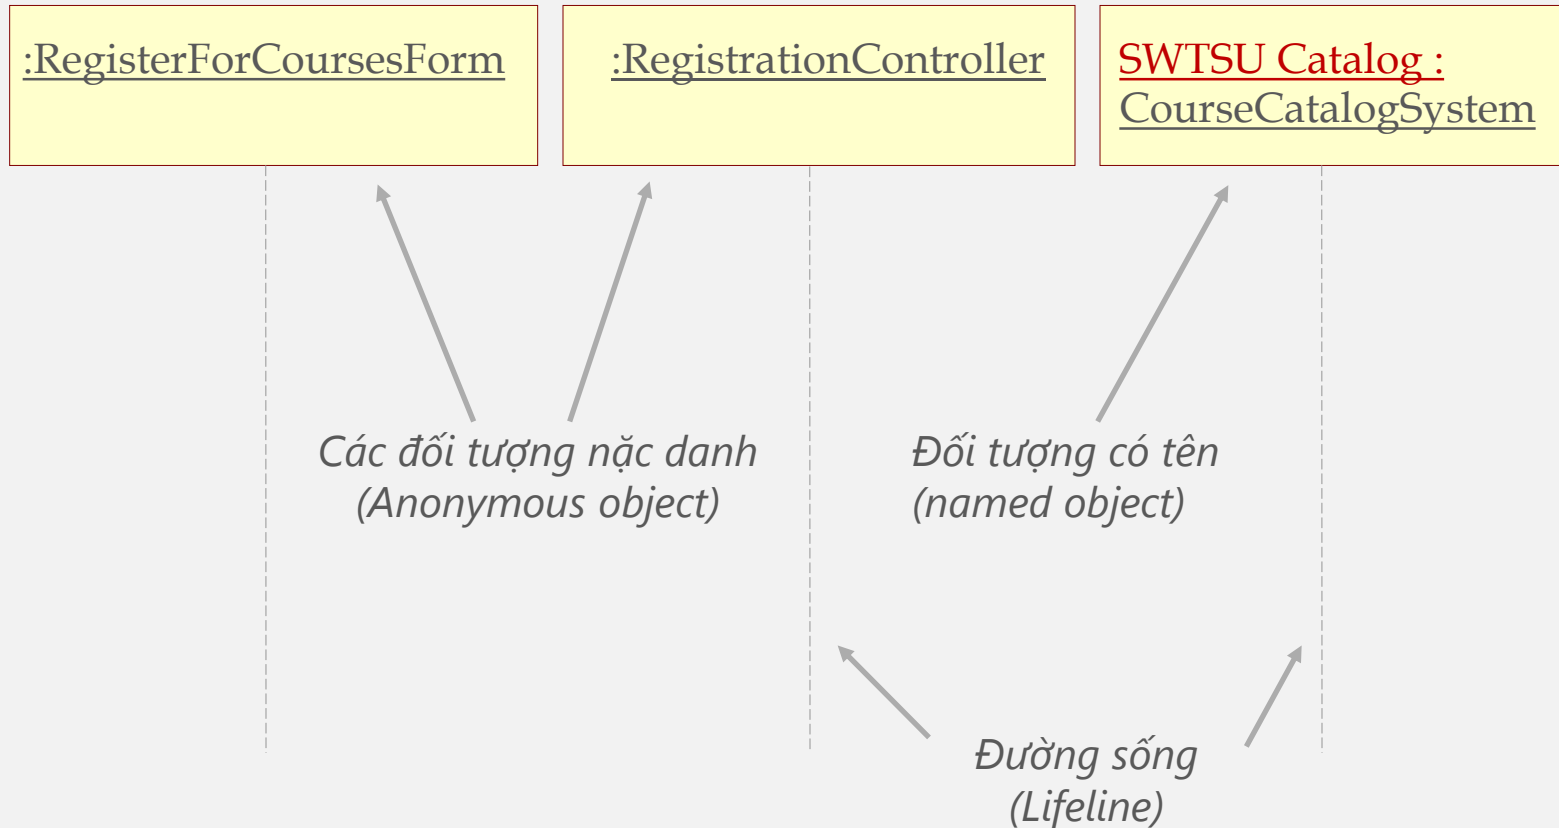 :RegisterForCoursesForm
:RegistrationController
SWTSU Catalog :
CourseCatalogSystem
Các đối tượng nặc danh
(Anonymous object)
Đối tượng có tên
(named object)
Đường sống
(Lifeline)